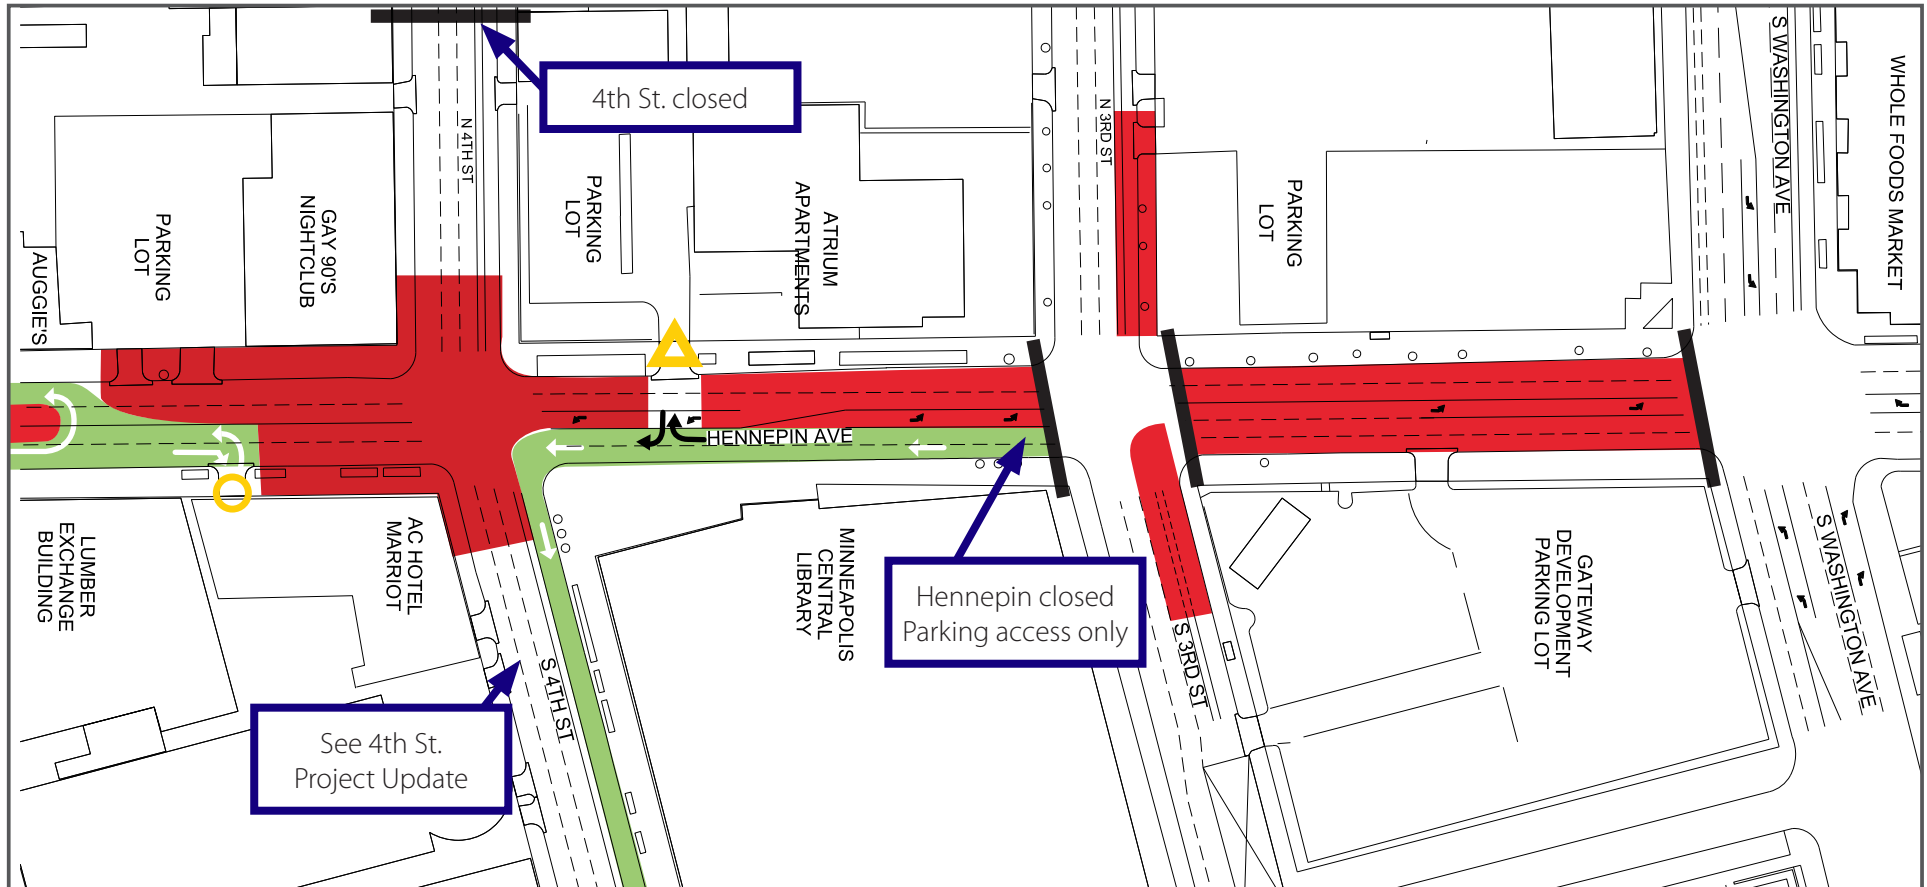 4th St. closed
N 4TH ST
N 3RD ST
S WASHINGTON AVE
WHOLE FOODS MARKET
AUGGIE'S
PARKING
LOT
GAY 90'S
NIGHTCLUB
PARKING
LOT
ATRIUM
APARTMENTS
PARKING
LOT
HENNEPIN AVE
LUMBER
EXCHANGE
BUILDING
AC HOTEL
MARRIOT
MINNEAPOLIS
CENTRAL
LIBRARY
Hennepin closed
Parking access only
GATEWAY
DEVELOPMENT
PARKING LOT
S WASHINGTON AVE
S 3RD ST
S 4TH ST
See 4th St.
Project Update